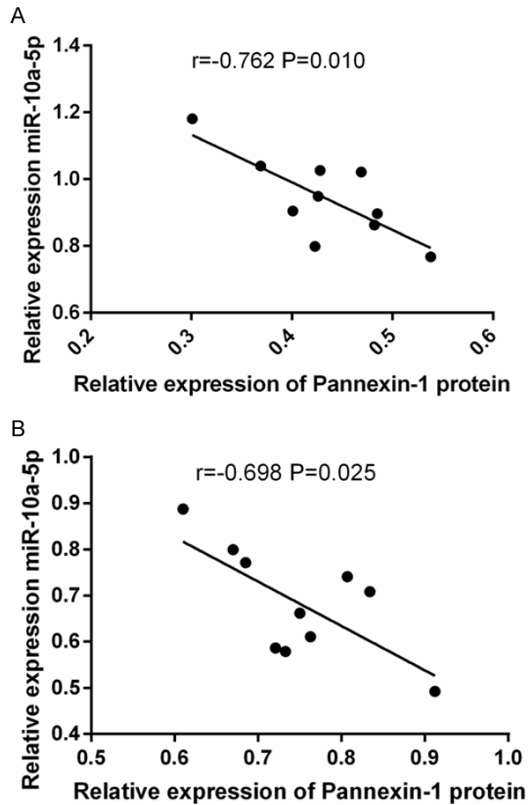 A
r=-0.762 P=0.010
Relative expression miR-10a-5p
1.4
1.2
1.0
0.8
0.6
0.2 0.3 0.4 0.5 0.6
Relative expression of Pannexin-1 protein
B
r=-0.698 P=0.025
Relative expression miR-10a-5p
1.0
0.9
0.8
0.7
0.6
0.5
0.4
0.5 0.6 0.7 0.8 0.9 1.0
Relative expression of Pannexin-1 protein